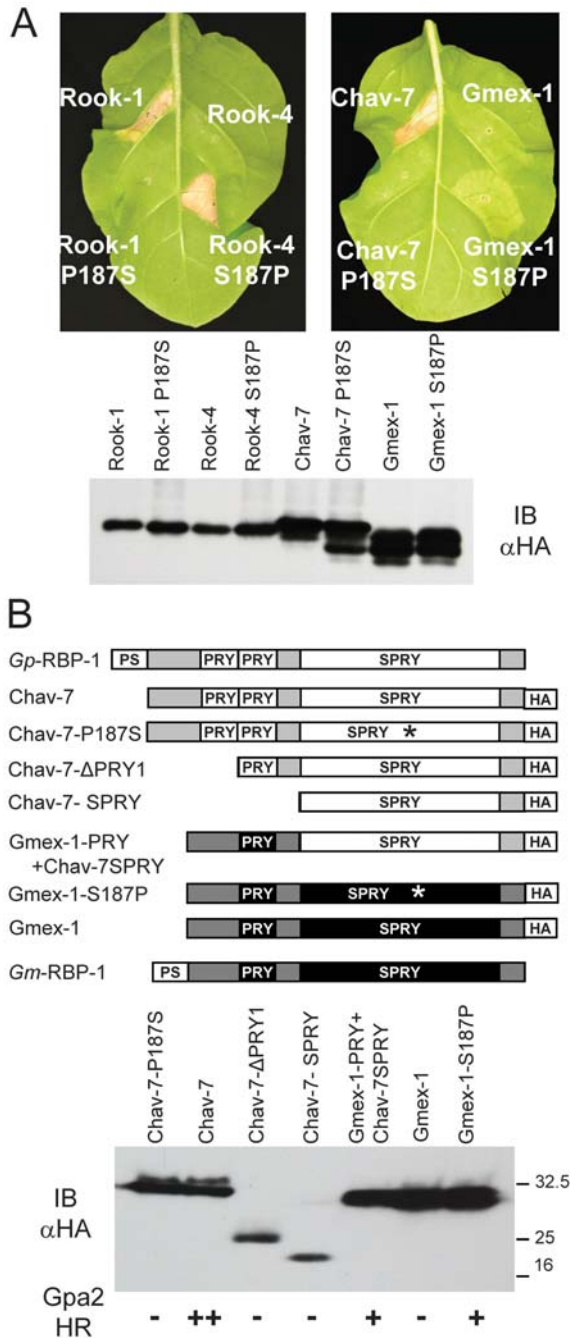 A
Rook-1
Rook-4
Rook-1
P187S
Rook-4
S187P
Chav-7
Gmex-1
Chav-7
P187S
Gmex-1
S187P
Rook-1
Rook-1 P187S
Rook-4
Rook-4 S187P
Chav-7
Chav-7 P187S
Gmex-1
Gmex-1 S187P
IB
αHA
B
Gp-RBP-1 PS PRY PRY SPRY
Chav-7 PRY PRY SPRY HA
Chav-7-P187S PRY PRY SPRY * HA
Chav-7-ΔPRY1 PRY SPRY HA
Chav-7- SPRY SPRY HA
Gmex-1-PRY PRY SPRY HA
+Chav-7SPRY
Gmex-1-S187P PRY SPRY * HA
Gmex-1 PRY SPRY HA
Gm-RBP-1 PS PRY SPRY
Chav-7-P187S
Chav-7
Chav-7-ΔPRY1
Chav-7- SPRY
Gmex-1-PRY+
Chav-7SPRY
Gmex-1
Gmex-1-S187P
IB
αHA
32.5
25
16
Gpa2
HR
- ++ - - + - +